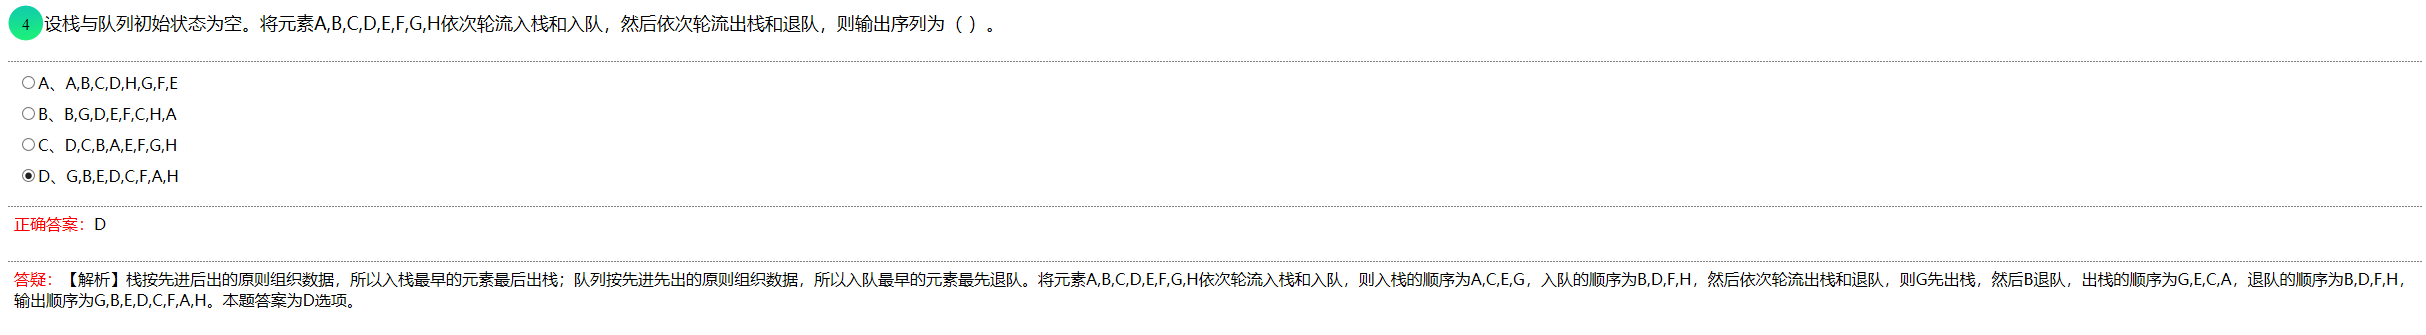 4 设栈与队列初始状态为空。将元素A,B,C,D,E,F,G,H依次轮流入栈和入队，然后依次轮流出栈和退队，则输出序列为（ ）。
A、A,B,C,D,H,G,F,E
B、B,G,D,E,F,C,H,A
C、D,C,B,A,E,F,G,H
D、G,B,E,D,C,F,A,H
正确答案：D
答疑：【解析】栈按先进后出的原则组织数据，所以入栈最早的元素最后出栈；队列按先进先出的原则组织数据，所以入队最早的元素最先退队。将元素A,B,C,D,E,F,G,H依次轮流入栈和入队，则入栈的顺序为A,C,E,G，入队的顺序为B,D,F,H，然后依次轮流出栈和退队，则G先出栈，然后B退队，出栈的顺序为G,E,C,A，退队的顺序为B,D,F,H，
输出顺序为G,B,E,D,C,F,A,H。本题答案为D选项。